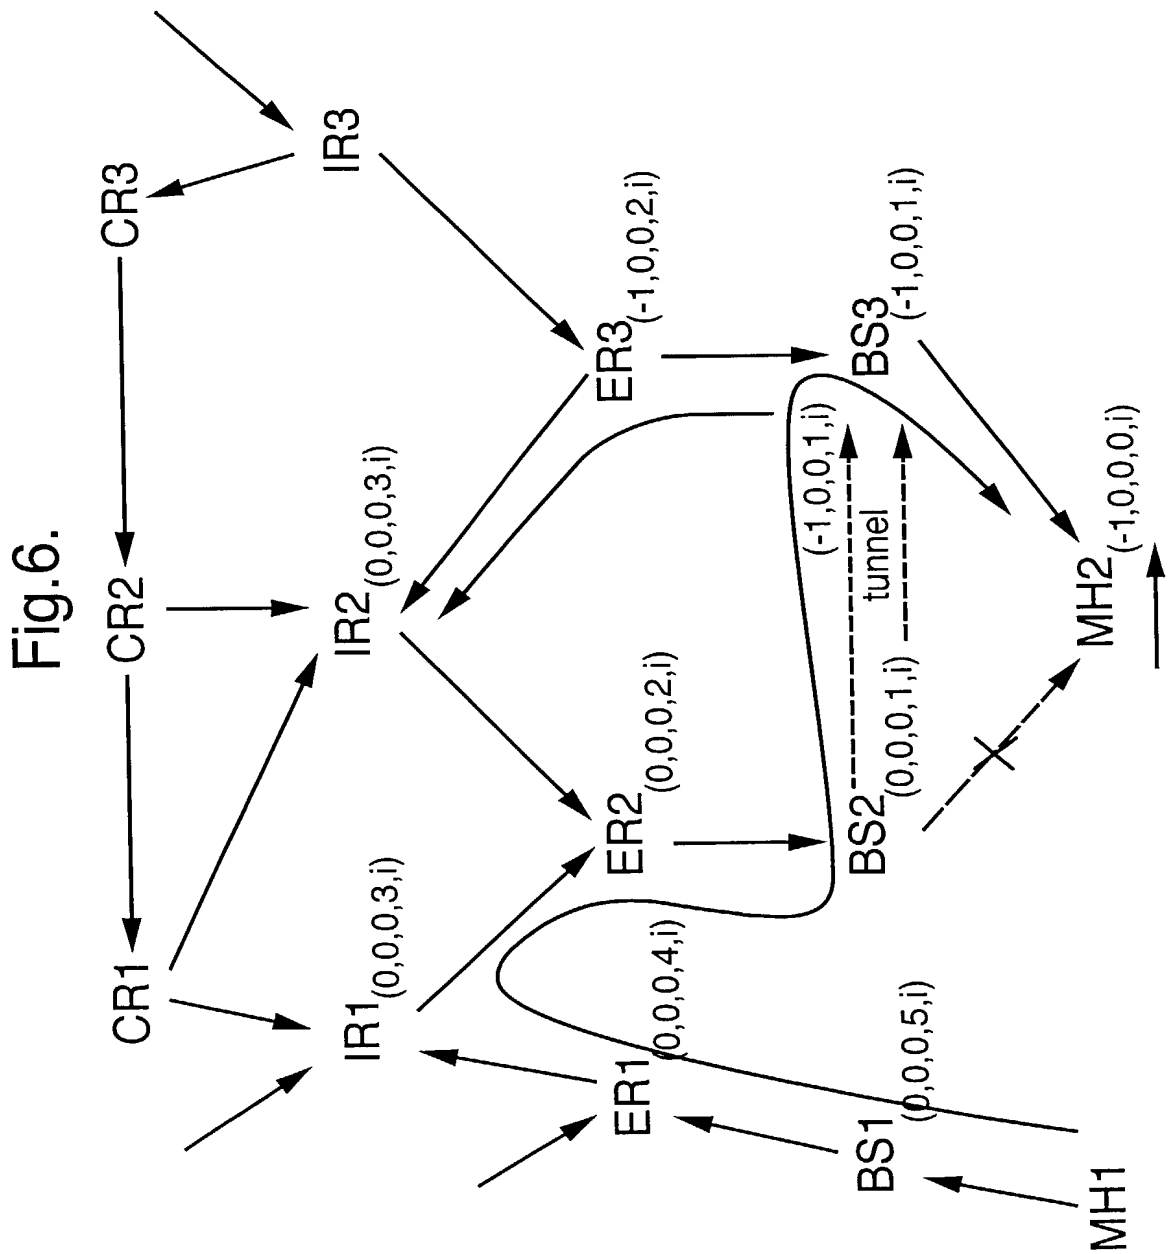 Fig.6.
CR1
CR2
CR3
IR1(0,0,0,3,i)
IR2(0,0,0,3,i)
IR3
ER1(0,0,0,4,i)
ER2(0,0,0,2,i)
ER3(-1,0,0,2,i)
(-1,0,0,1,i)
tunnel
BS1(0,0,0,5,i)
BS2(0,0,0,1,i)
BS3(-1,0,0,1,i)
MH1
MH2(-1,0,0,0,i)